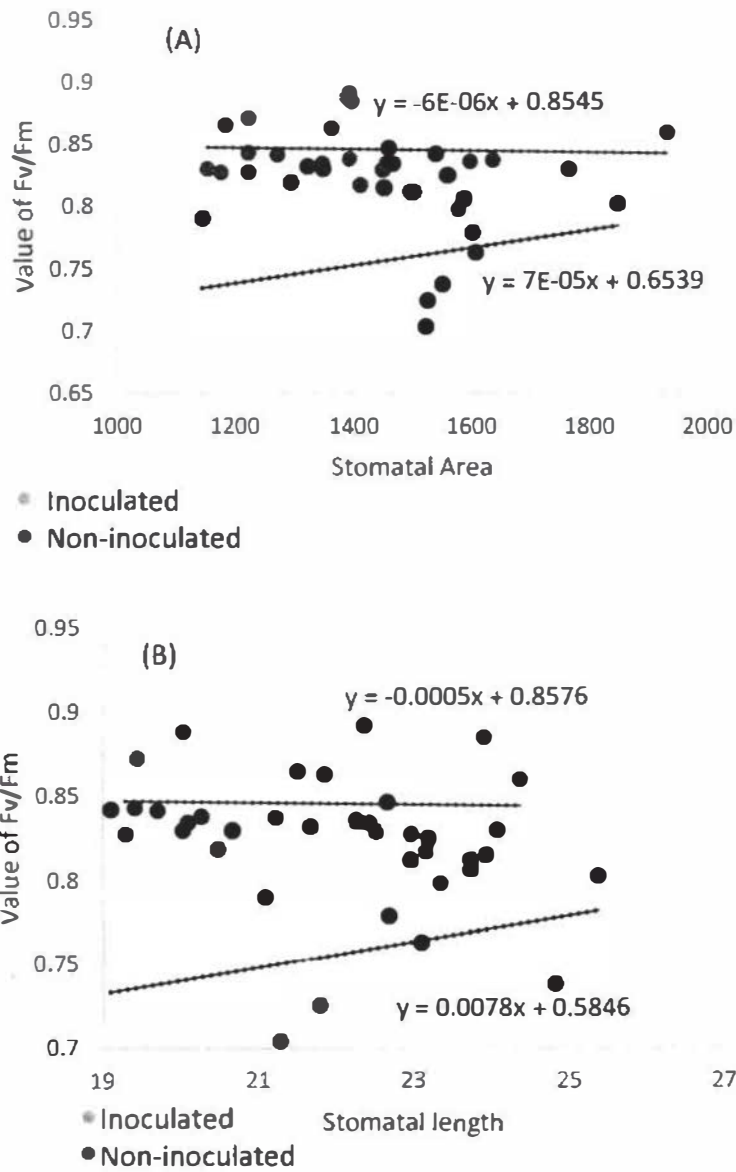 0.95
(A)
0.9
y = -6E-06x + 0.8545
0.85
0.8
0.75
y = 7E-05x + 0.6539
0.7
0.65
1000 1200 1400 1600 1800 2000
Value of Fv/Fm
Stomatal Area
Inoculated
Non-inoculated
0.95
(B)
y = -0.0005x + 0.8576
0.9
0.85
0.8
0.75
y = 0.0078x + 0.5846
0.7
19 21 23 25 27
Value of Fv/Fm
Inoculated Stomatal length
Non-inoculated